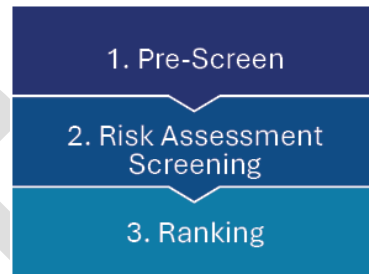 1. Pre-Screen
2. Risk Assessment
Screening
3. Ranking